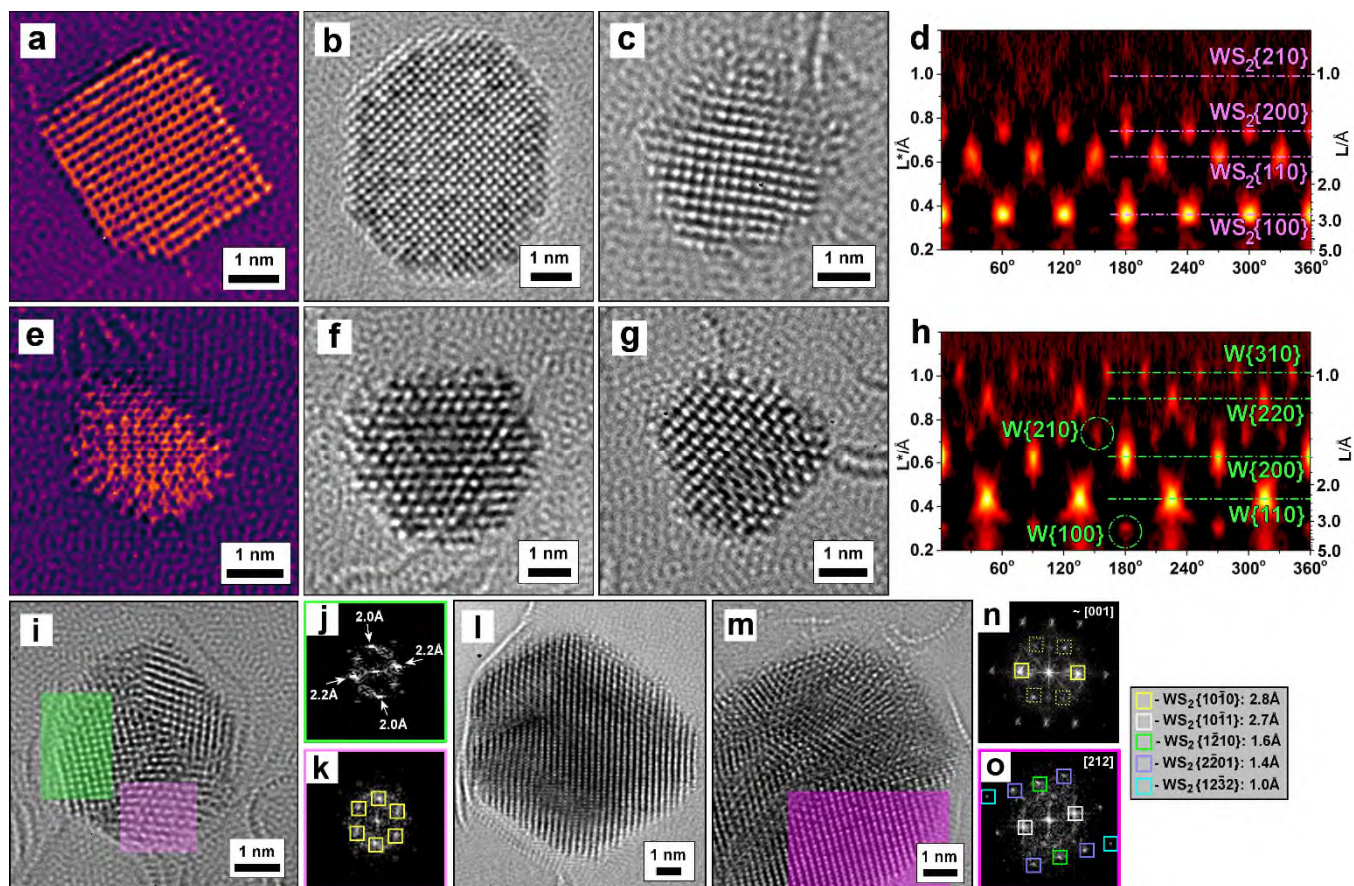 a
1 nm
b
1 nm
c
1 nm
d
L*/Å
1.0
0.8
0.6
0.4
0.2
WS2{210}
WS2{200}
WS2{110}
WS2{100}
1.0
2.0
3.0
5.0
L/Å
60° 120° 180° 240° 300° 360°
e
1 nm
f
1 nm
g
1 nm
h
L*/Å
1.0
0.8
0.6
0.4
0.2
W{310}
W{220}
W{210}
W{200}
W{110}
W{100}
1.0
2.0
3.0
5.0
L/Å
60° 120° 180° 240° 300° 360°
i
1 nm
j
2.0Å
2.2Å
2.2Å
2.0Å
k
l
1 nm
m
1 nm
n
~ [001]
o
[212]
- WS2{101̄0}: 2.8Å
- WS2{101̄1}: 2.7Å
- WS2{12̄10}: 1.6Å
- WS2{22̄01}: 1.4Å
- WS2{123̄2}: 1.0Å